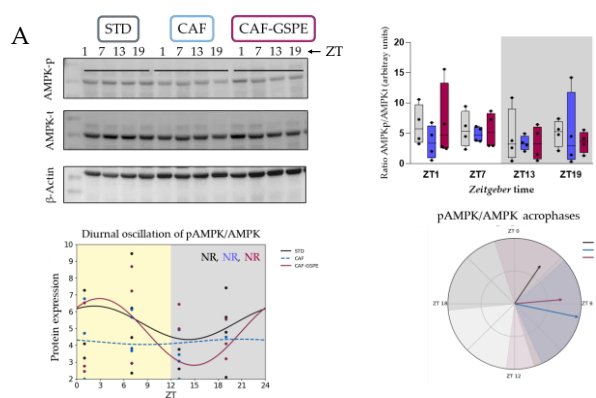 A
STD CAF CAF-GSPE
1 7 13 19 1 7 13 19 1 7 13 19 ← ZT
AMPK-p
AMPK-t
β-Actin
Ratio AMPKp/AMPKt (arbitray units)
25
20
15
10
5
0
ZT1 ZT7 ZT13 ZT19
Zeitgeber time
Diurnal oscillation of pAMPK/AMPK
Protein expression
10
9
8
7
6
5
4
3
2
NR, NR, NR
STD
CAF
CAF-GSPE
0 3 6 9 12 15 18 21 24
ZT
pAMPK/AMPK acrophases
ZT 0
ZT 18
ZT 6
ZT 12